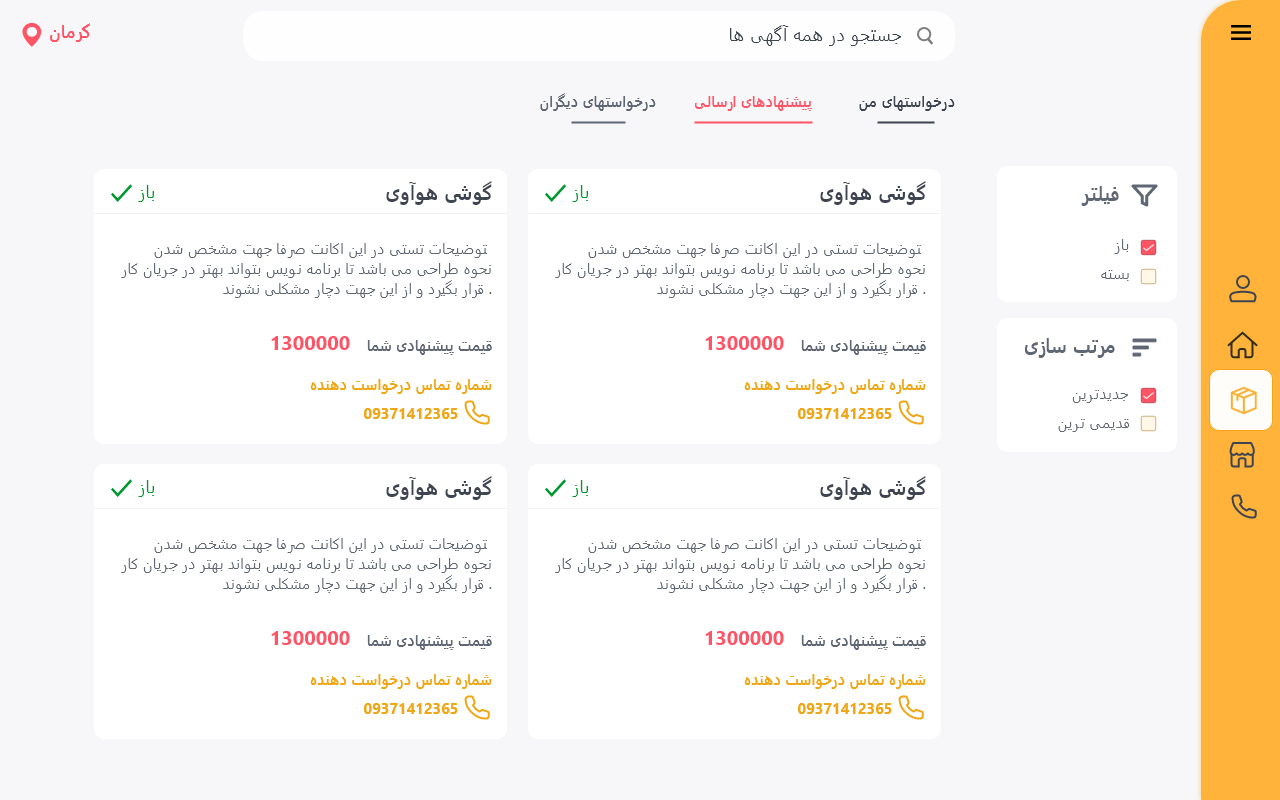 کرمان
جستجو در همه آگهی ها
درخواستهای من
پیشنهادهای ارسالی
درخواستهای دیگران
فیلتر
باز
بسته
مرتب سازی
جدیدترین
قدیمی ترین
گوشی هوآوی
باز
توضیحات تستی در این اکانت صرفا جهت مشخص شدن
نحوه طراحی می باشد تا برنامه نویس بتواند بهتر در جریان کار
. قرار بگیرد و از این جهت دچار مشکلی نشوند
قیمت پیشنهادی شما 1300000
شماره تماس درخواست دهنده
09371412365
گوشی هوآوی
باز
توضیحات تستی در این اکانت صرفا جهت مشخص شدن
نحوه طراحی می باشد تا برنامه نویس بتواند بهتر در جریان کار
. قرار بگیرد و از این جهت دچار مشکلی نشوند
قیمت پیشنهادی شما 1300000
شماره تماس درخواست دهنده
09371412365
گوشی هوآوی
باز
توضیحات تستی در این اکانت صرفا جهت مشخص شدن
نحوه طراحی می باشد تا برنامه نویس بتواند بهتر در جریان کار
. قرار بگیرد و از این جهت دچار مشکلی نشوند
قیمت پیشنهادی شما 1300000
شماره تماس درخواست دهنده
09371412365
گوشی هوآوی
باز
توضیحات تستی در این اکانت صرفا جهت مشخص شدن
نحوه طراحی می باشد تا برنامه نویس بتواند بهتر در جریان کار
. قرار بگیرد و از این جهت دچار مشکلی نشوند
قیمت پیشنهادی شما 1300000
شماره تماس درخواست دهنده
09371412365